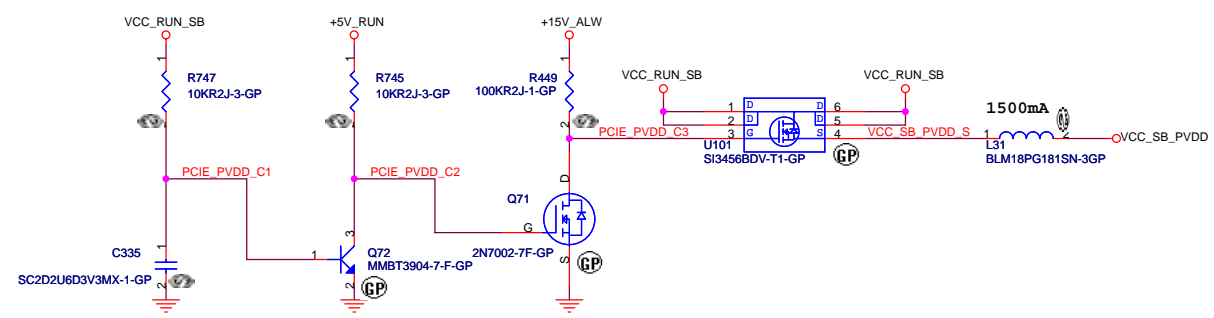 VCC_RUN_SB
+5V_RUN
+15V_ALW
1
R747
10KR2J-3-GP
1
R745
10KR2J-3-GP
2
1
R449
100KR2J-1-GP
2
VCC_RUN_SB
VCC_RUN_SB
1 D D 6
2 D D 5
3 G S 4
U101
SI3456BDV-T1-GP
GP
PCIE_PVDD_C3
VCC_SB_PVDD_S
1500mA
1
2
L31
BLM18PG181SN-3GP
VCC_SB_PVDD
PCIE_PVDD_C1
PCIE_PVDD_C2
D
Q71
G
2N7002-7F-GP
S
GP
1
C335
SC2D2U6D3V3MX-1-GP
2
3
1
Q72
MMBT3904-7-F-GP
2
GP